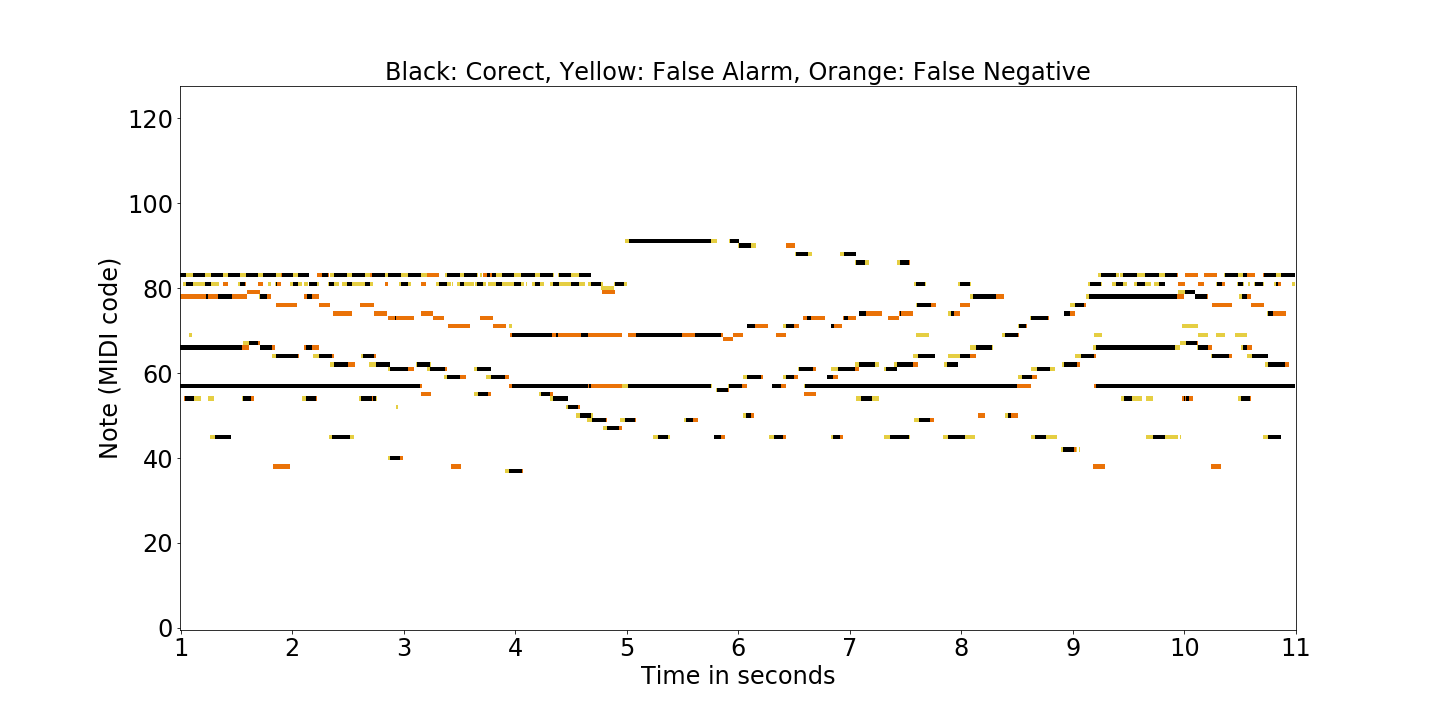 Black: Corect, Yellow: False Alarm, Orange: False Negative
120
100
80
60
40
20
0
Note (MIDI code)
1 2 3 4 5 6 7 8 9 10 11
Time in seconds